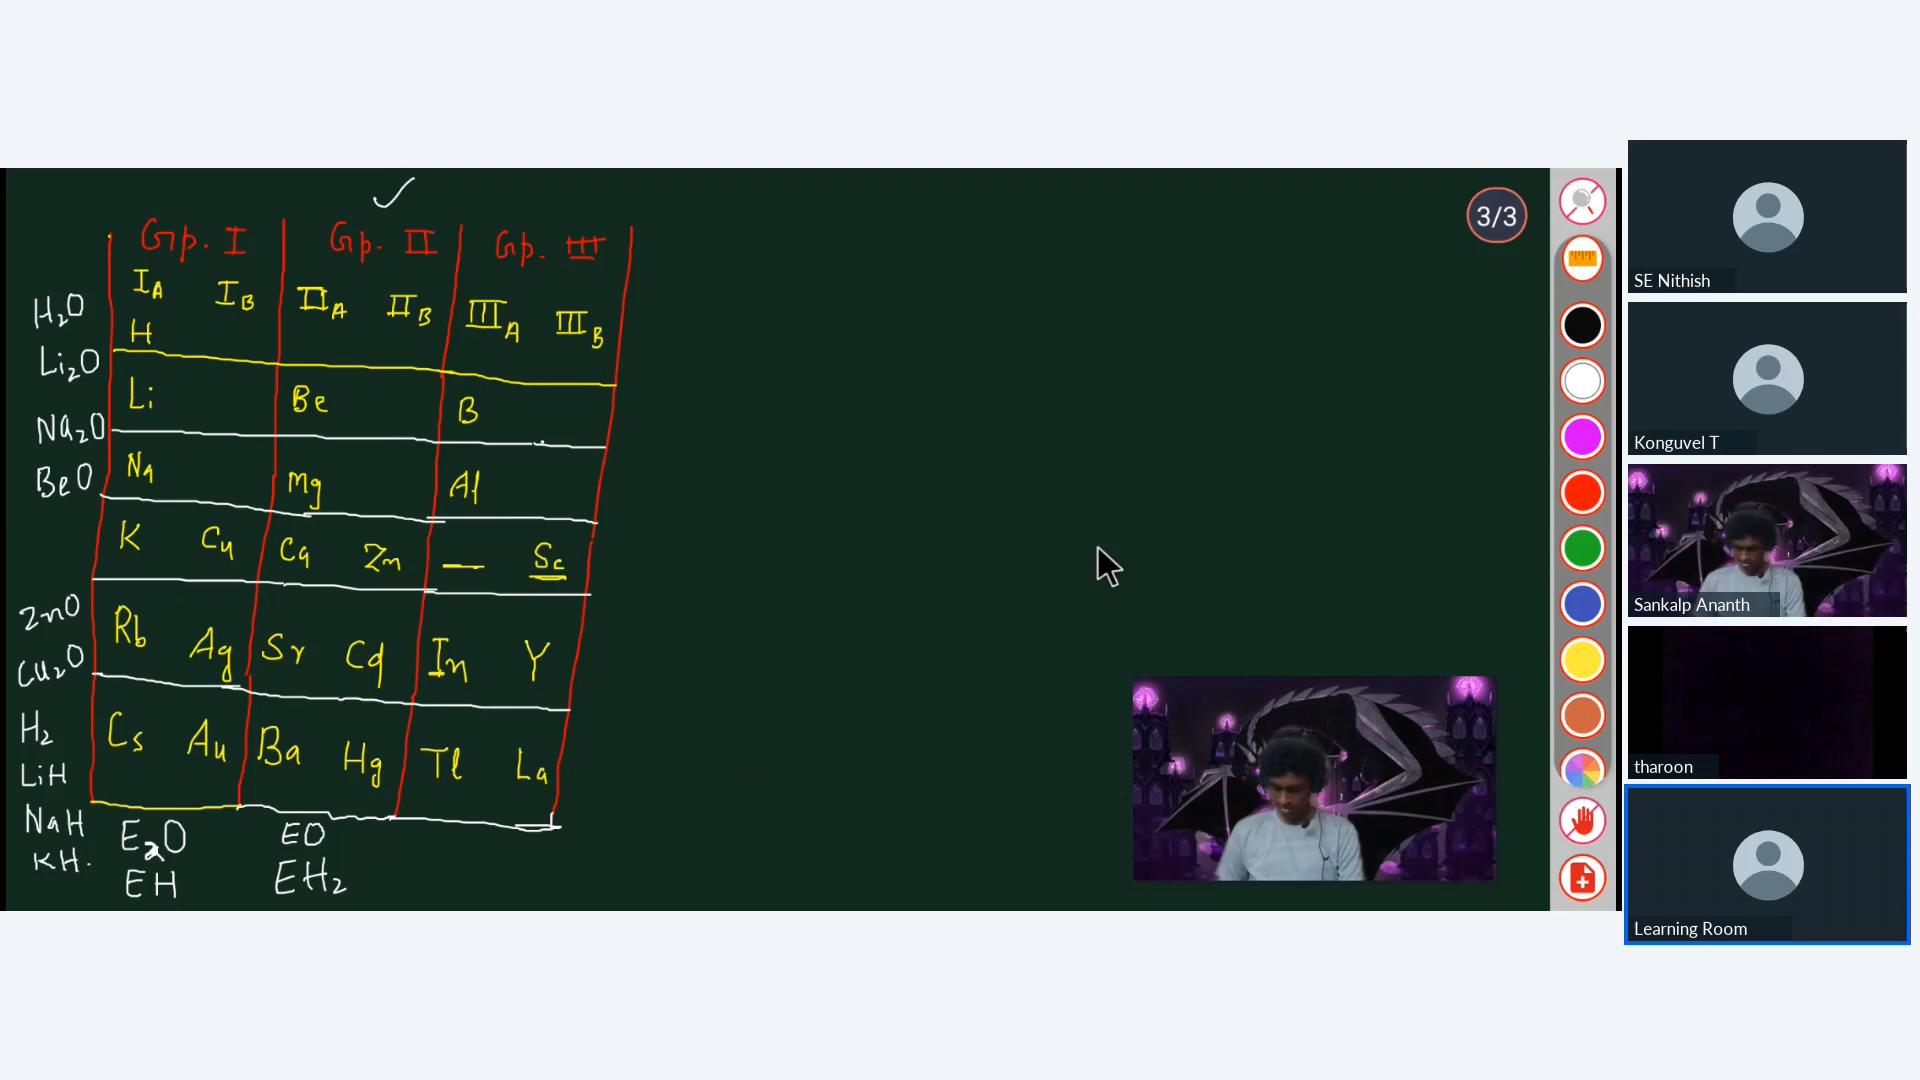 3/3
Gp. I Gp. II Gp. III
IA IB IIA IIB IIIA IIIB
H
H2O
Li2O
Li Be B
Na2O
Na Mg Al
BeO
K Cu Ca Zn — Sc
ZnO
Rb Ag Sr Cd In Y
Cu2O
H2
Cs Au Ba Hg Tl La
LiH
NaH
KH.
E2O EO
EH EH2
SE Nithish
Konguvel T
Sankalp Ananth
tharoon
Learning Room